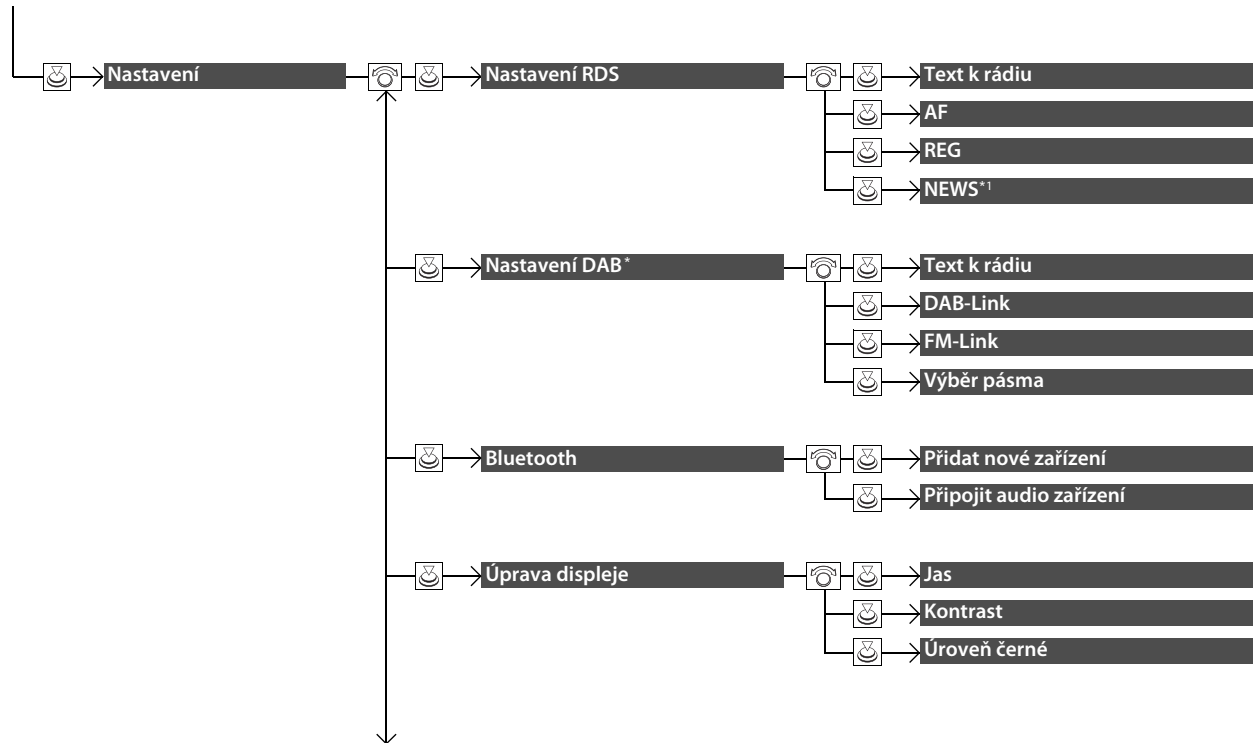 Nastavení
Nastavení RDS
Text k rádiu
AF
REG
NEWS*1
Nastavení DAB*
Text k rádiu
DAB-Link
FM-Link
Výběr pásma
Bluetooth
Přidat nové zařízení
Připojit audio zařízení
Úprava displeje
Jas
Kontrast
Úroveň černé